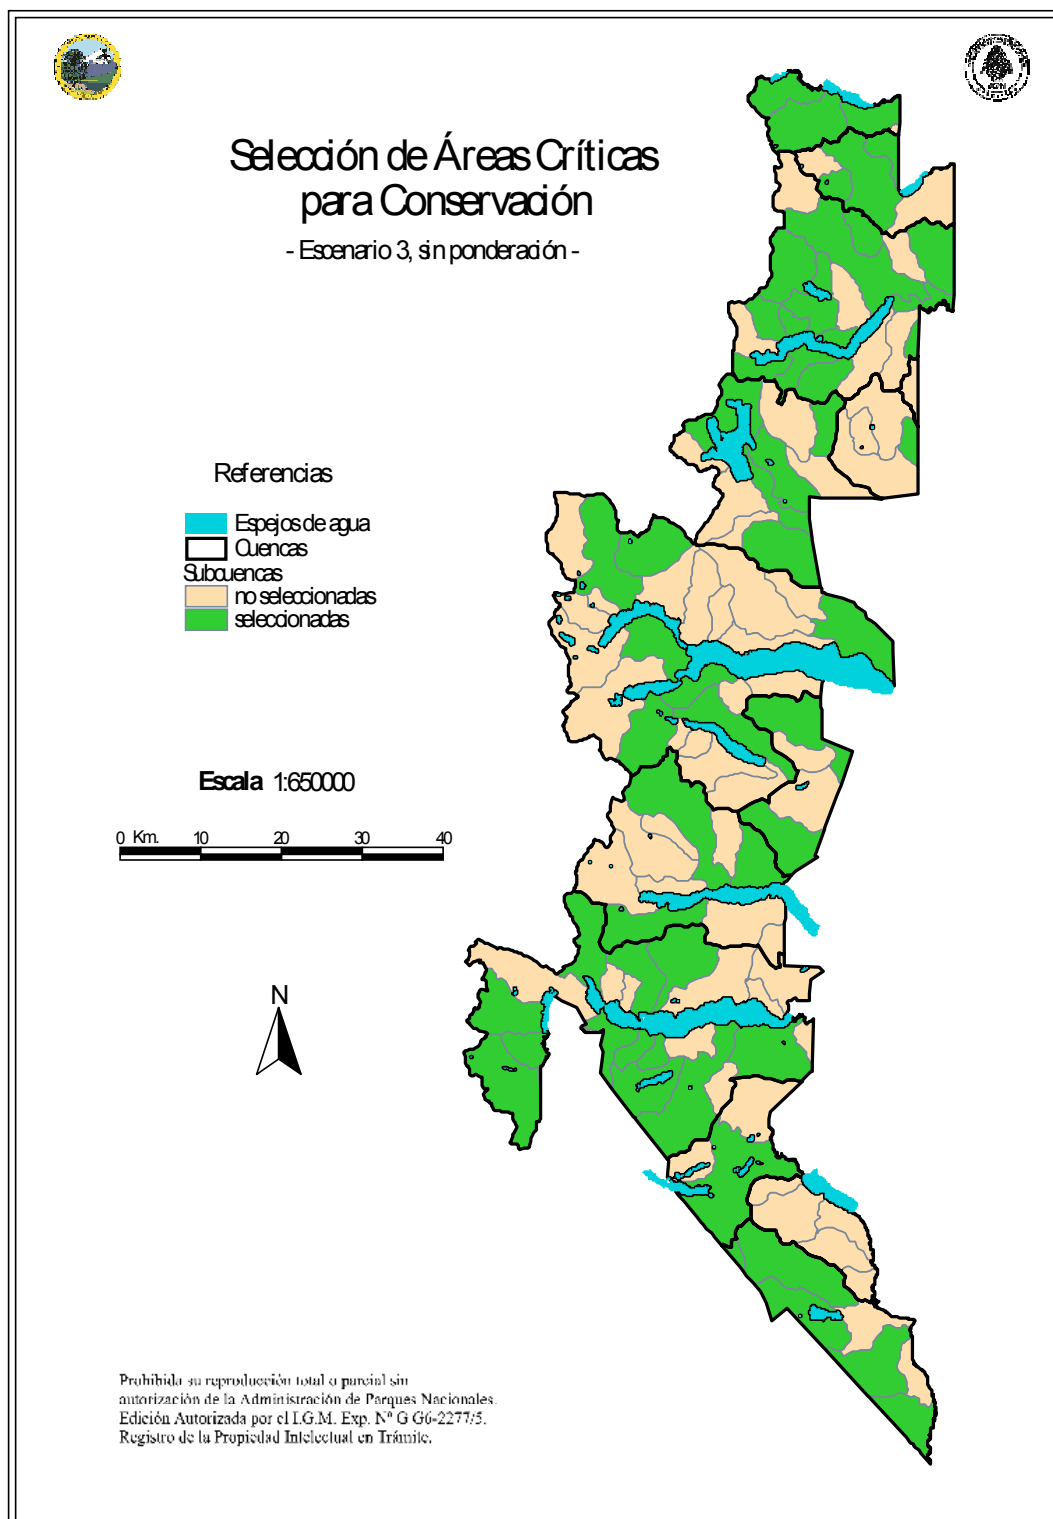 Selección de Áreas Críticas
para Conservación
- Escenario 3, sin ponderación -
Referencias
Espejos de agua
Cuencas
Subcuencas
no seleccionadas
seleccionadas
Escala 1:650000
0 Km. 10 20 30 40
N
Prohibida su reproducción total o parcial sin
autorización de la Administración de Parques Nacionales.
Edición Autorizada por el I.G.M. Exp. Nº G G6-2277/5.
Registro de la Propiedad Intelectual en Trámite.